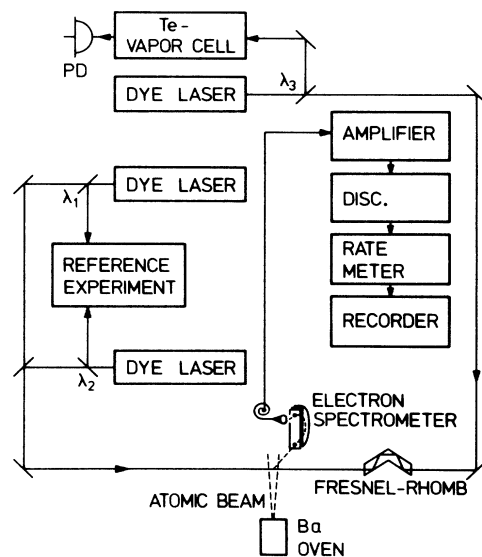 Te-
VAPOR CELL
PD
λ3
DYE LASER
AMPLIFIER
DISC.
RATE
METER
RECORDER
DYE LASER
λ1
REFERENCE
EXPERIMENT
DYE LASER
λ2
ELECTRON
SPECTROMETER
FRESNEL-RHOMB
ATOMIC BEAM
Ba
OVEN